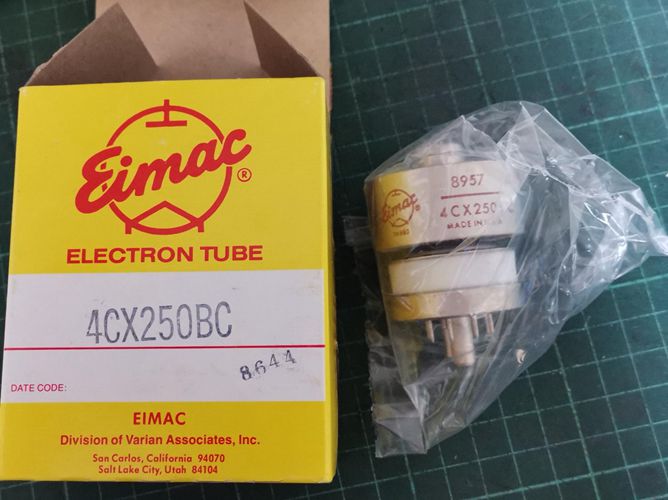 Eimac®
ELECTRON TUBE
4CX250BC
8644
DATE CODE:
EIMAC
Division of Varian Associates, Inc.
San Carlos, California 94070
Salt Lake City, Utah 84104
Eimac®
8957
4CX250 C
MADE IN